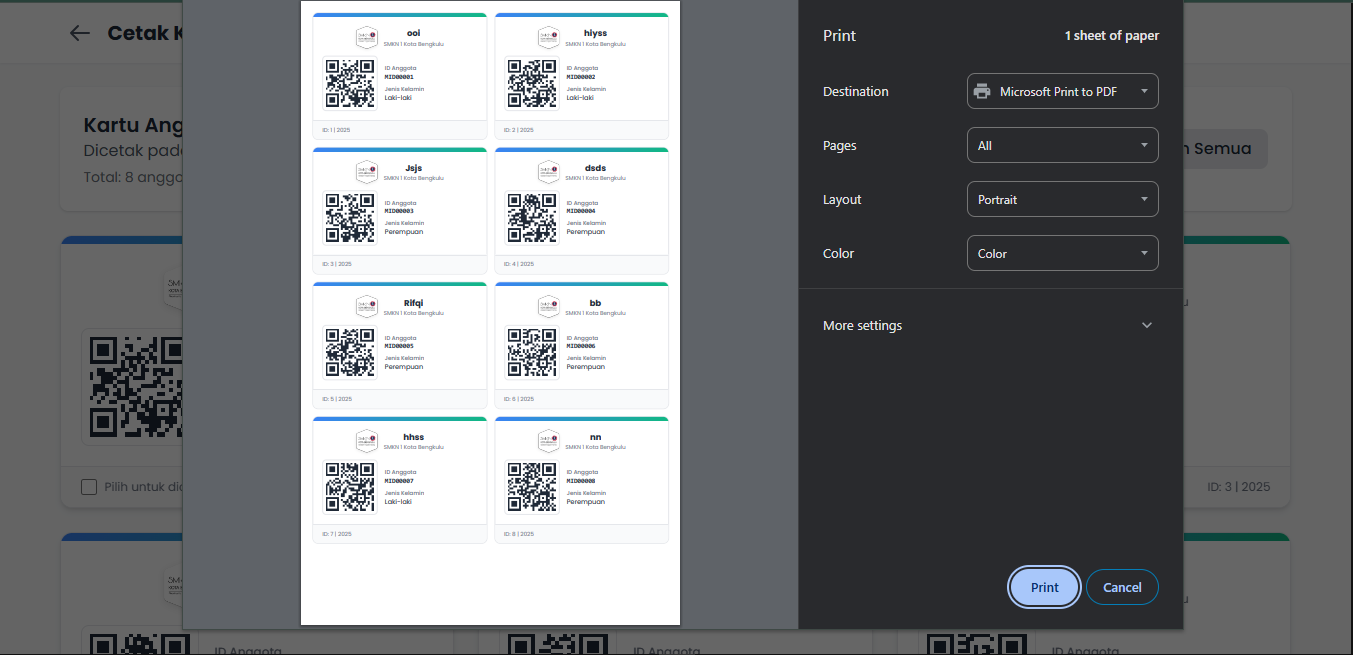 Cetak K
Kartu Ang
Dicetak pad
Total: 8 anggo
Pilih untuk di
ooi
SMKN 1 Kota Bengkulu
ID Anggota
MID00001
Jenis Kelamin
Laki-laki
ID: 1 | 2025
hiyss
SMKN 1 Kota Bengkulu
ID Anggota
MID00002
Jenis Kelamin
Laki-laki
ID: 2 | 2025
Jsjs
SMKN 1 Kota Bengkulu
ID Anggota
MID00003
Jenis Kelamin
Perempuan
ID: 3 | 2025
dsds
SMKN 1 Kota Bengkulu
ID Anggota
MID00004
Jenis Kelamin
Perempuan
ID: 4 | 2025
Rifqi
SMKN 1 Kota Bengkulu
ID Anggota
MID00005
Jenis Kelamin
Perempuan
ID: 5 | 2025
bb
SMKN 1 Kota Bengkulu
ID Anggota
MID00006
Jenis Kelamin
Perempuan
ID: 6 | 2025
hhss
SMKN 1 Kota Bengkulu
ID Anggota
MID00007
Jenis Kelamin
Laki-laki
ID: 7 | 2025
nn
SMKN 1 Kota Bengkulu
ID Anggota
MID00008
Jenis Kelamin
Perempuan
ID: 8 | 2025
Print
1 sheet of paper
Destination
Microsoft Print to PDF
Pages
All
Layout
Portrait
Color
Color
More settings
Print
Cancel
n Semua
ID: 3 | 2025
ID Anggota
ID Anggota
ID Anggota